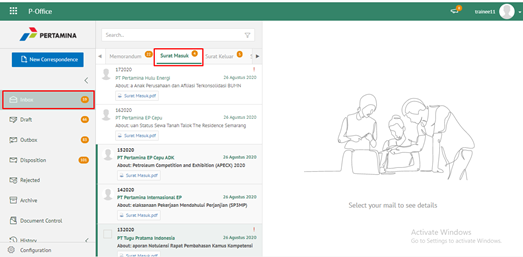 P-Office
trainee11
PERTAMINA
New Correspondence
Search...
Memorandum
Surat Masuk
Surat Keluar
Inbox
Draft
Outbox
Disposition
Rejected
Archive
Document Control
History
Configuration
172020
PT Pertamina Hulu Energi
26 Agustus 2020
About: a Anak Perusahaan dan Afiliasi Terkonsolidasi BUMN
Surat Masuk.pdf
162020
PT Pertamina EP Cepu
26 Agustus 2020
About: uan Status Sewa Tanah Tapak The Residence Semarang
Surat Masuk.pdf
152020
PT Pertamina EP Cepu ADK
26 Agustus 2020
About: Petroleum Competition and Exhibition (APECX) 2020
Surat Masuk.pdf
142020
PT Pertamina Internasional EP
26 Agustus 2020
About: elaksanaan Pekerjaan Mendahului Perjanjian (SP3MP)
Surat Masuk.pdf
132020
PT Tugu Pratama Indonesia
26 Agustus 2020
About: aporan Notulensi Rapat Pembahasan Kamus Kompetensi
Select your mail to see details
Activate Windows
Go to Settings to activate Windows.